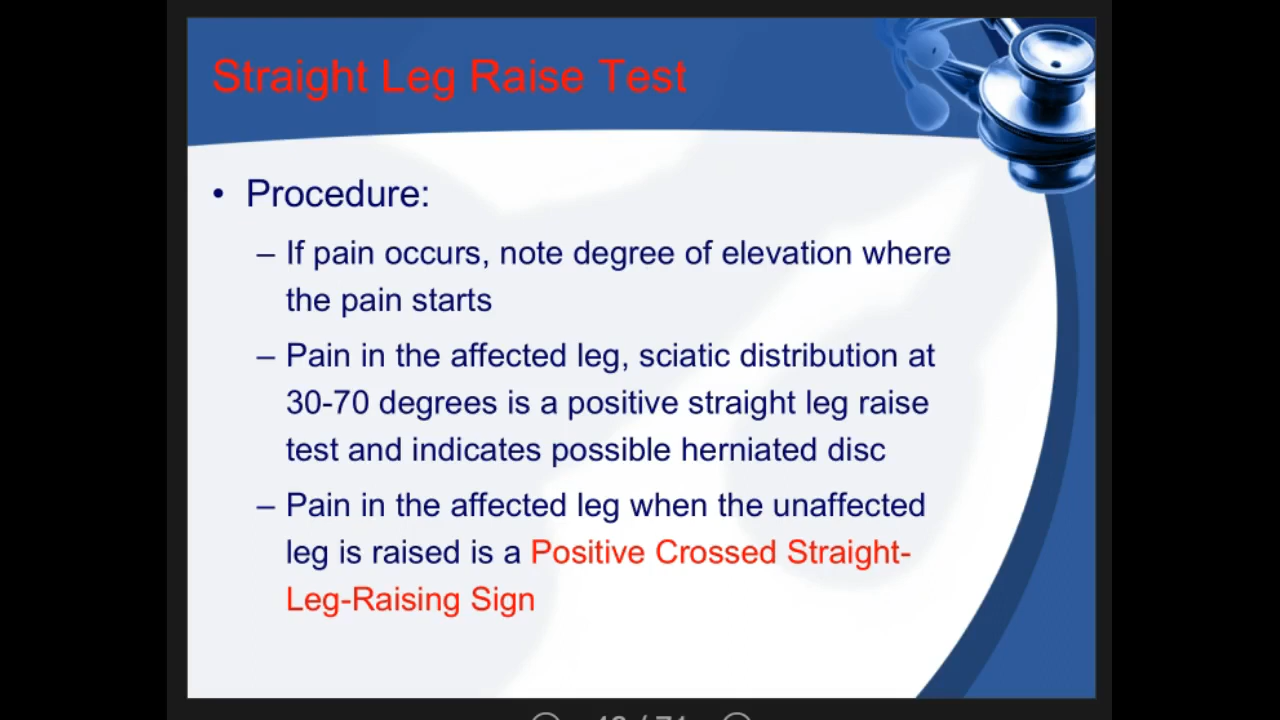 Straight Leg Raise Test
• Procedure:
– If pain occurs, note degree of elevation where
the pain starts
– Pain in the affected leg, sciatic distribution at
30-70 degrees is a positive straight leg raise
test and indicates possible herniated disc
– Pain in the affected leg when the unaffected
leg is raised is a Positive Crossed Straight-
Leg-Raising Sign